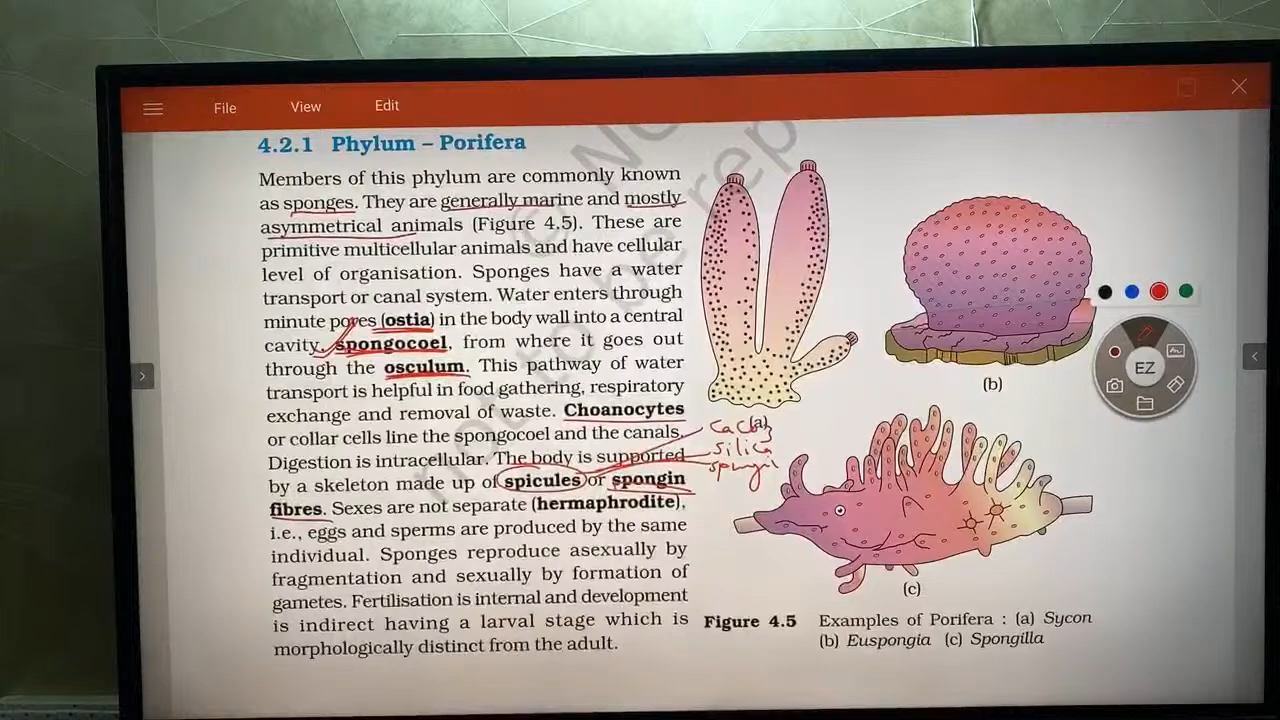 File View Edit
4.2.1 Phylum – Porifera
Members of this phylum are commonly known
as sponges. They are generally marine and mostly
asymmetrical animals (Figure 4.5). These are
primitive multicellular animals and have cellular
level of organisation. Sponges have a water
transport or canal system. Water enters through
minute pores (ostia) in the body wall into a central
cavity, spongocoel, from where it goes out
through the osculum. This pathway of water
transport is helpful in food gathering, respiratory
exchange and removal of waste. Choanocytes
or collar cells line the spongocoel and the canals.
Digestion is intracellular. The body is supported
by a skeleton made up of spicules or spongin
fibres. Sexes are not separate (hermaphrodite),
i.e., eggs and sperms are produced by the same
individual. Sponges reproduce asexually by
fragmentation and sexually by formation of
gametes. Fertilisation is internal and development
is indirect having a larval stage which is
morphologically distinct from the adult.
(a)
silica
(b)
(c)
Figure 4.5 Examples of Porifera : (a) Sycon
(b) Euspongia (c) Spongilla
EZ